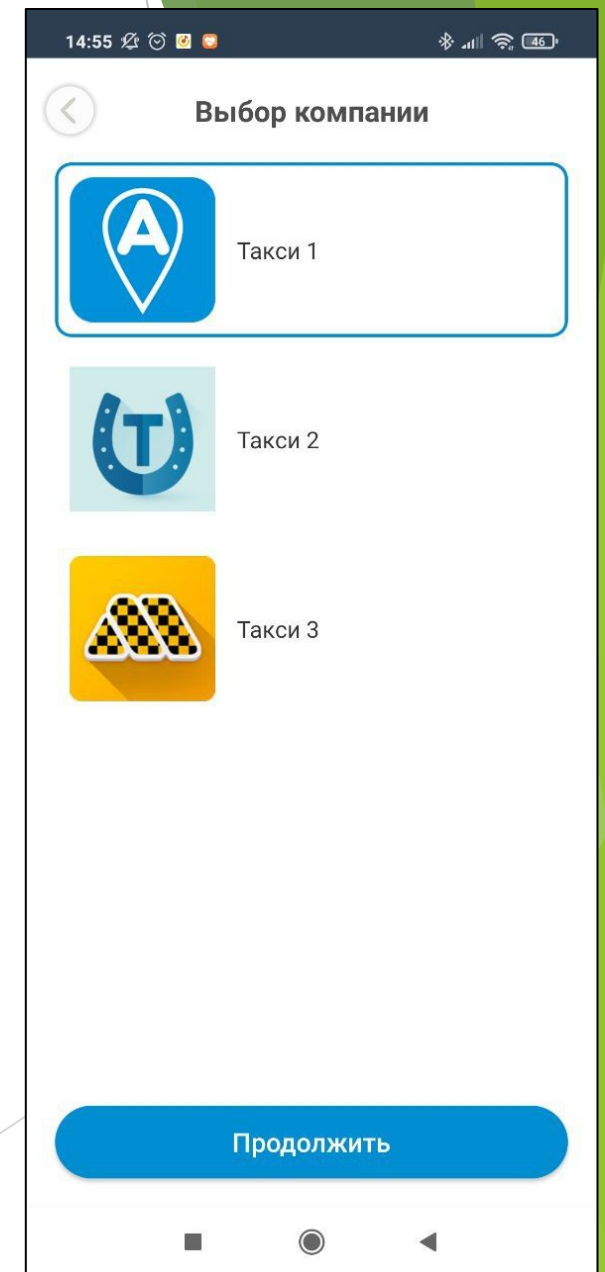 14:55
46
Выбор компании
A
Такси 1
T
Такси 2
Такси 3
Продолжить